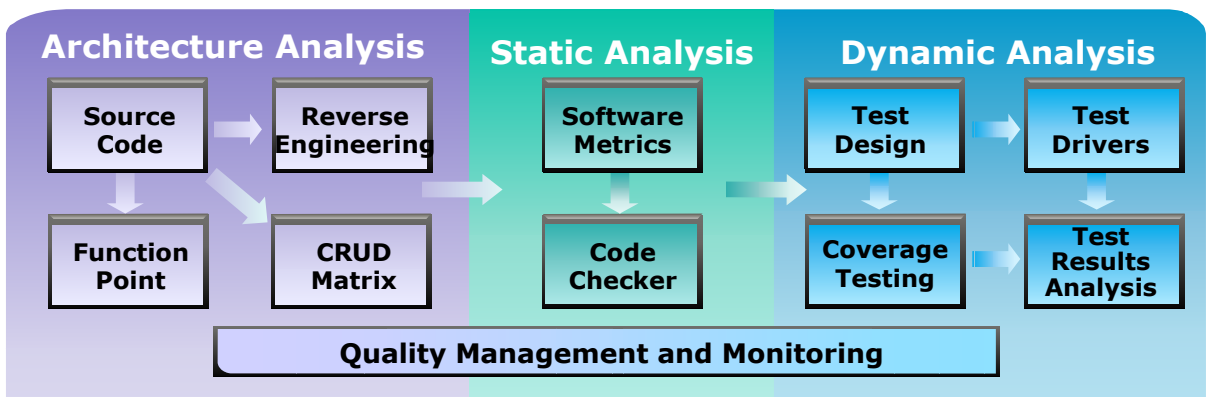 Architecture Analysis
Static Analysis
Dynamic Analysis
Source
Code
Reverse
Engineering
Software
Metrics
Test
Design
Test
Drivers
Function
Point
CRUD
Matrix
Code
Checker
Coverage
Testing
Test
Results
Analysis
Quality Management and Monitoring